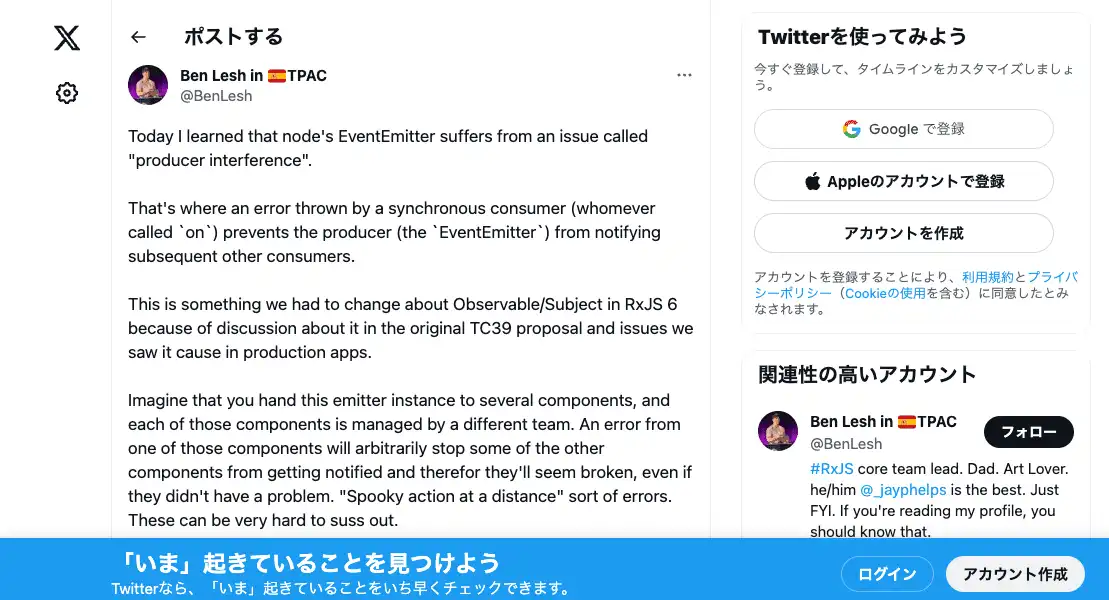 ポストする
Ben Lesh in 🇪🇸TPAC
@BenLesh
Today I learned that node's EventEmitter suffers from an issue called
"producer interference".
That's where an error thrown by a synchronous consumer (whomever
called `on`) prevents the producer (the `EventEmitter`) from notifying
subsequent other consumers.
This is something we had to change about Observable/Subject in RxJS 6
because of discussion about it in the original TC39 proposal and issues we
saw it cause in production apps.
Imagine that you hand this emitter instance to several components, and
each of those components is managed by a different team. An error from
one of those components will arbitrarily stop some of the other
components from getting notified and therefor they'll seem broken, even if
they didn't have a problem. "Spooky action at a distance" sort of errors.
These can be very hard to suss out.
Twitterを使ってみよう
今すぐ登録して、タイムラインをカスタマイズしましょ
う。
Google で登録
Appleのアカウントで登録
アカウントを作成
アカウントを登録することにより、利用規約とプライバ
シーポリシー（Cookieの使用を含む）に同意したとみ
なされます。
関連性の高いアカウント
Ben Lesh in 🇪🇸TPAC
@BenLesh
フォロー
#RxJS core team lead. Dad. Art Lover.
he/him @_jayphelps is the best. Just
FYI. If you're reading my profile, you
should know that.
「いま」起きていることを見つけよう
Twitterなら、「いま」起きていることをいち早くチェックできます。
ログイン
アカウント作成